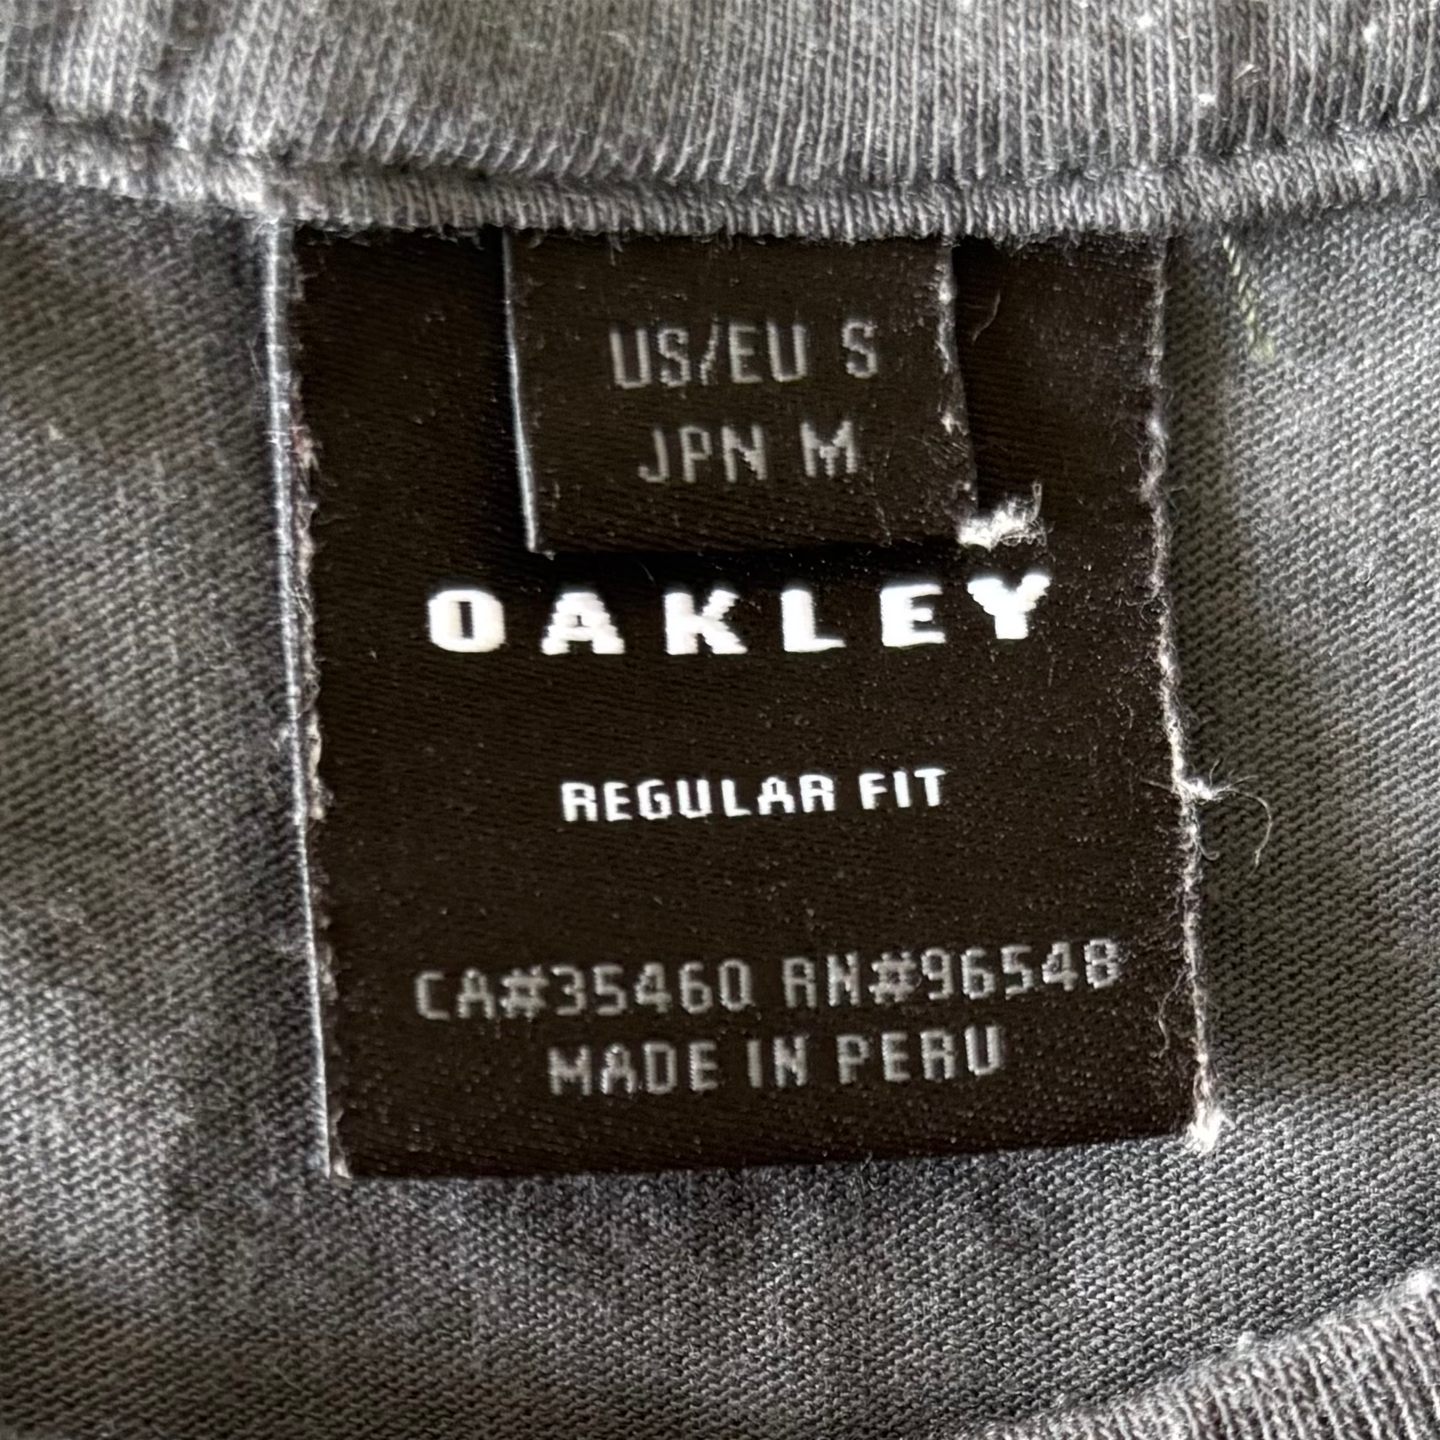 US/EU S
JPN M
OAKLEY
REGULAR FIT
CA#35460 RN#96548
MADE IN PERU